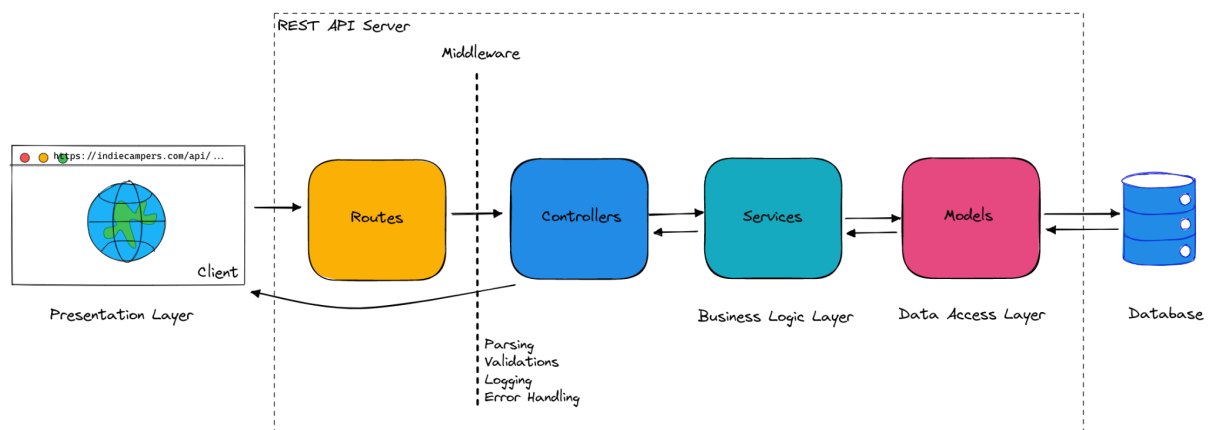 REST API Server
Middleware
https://indiecampers.com/api/...
Routes
Controllers
Services
Models
Client
Presentation Layer
Business Logic Layer
Data Access Layer
Database
Parsing
Validations
Logging
Error Handling